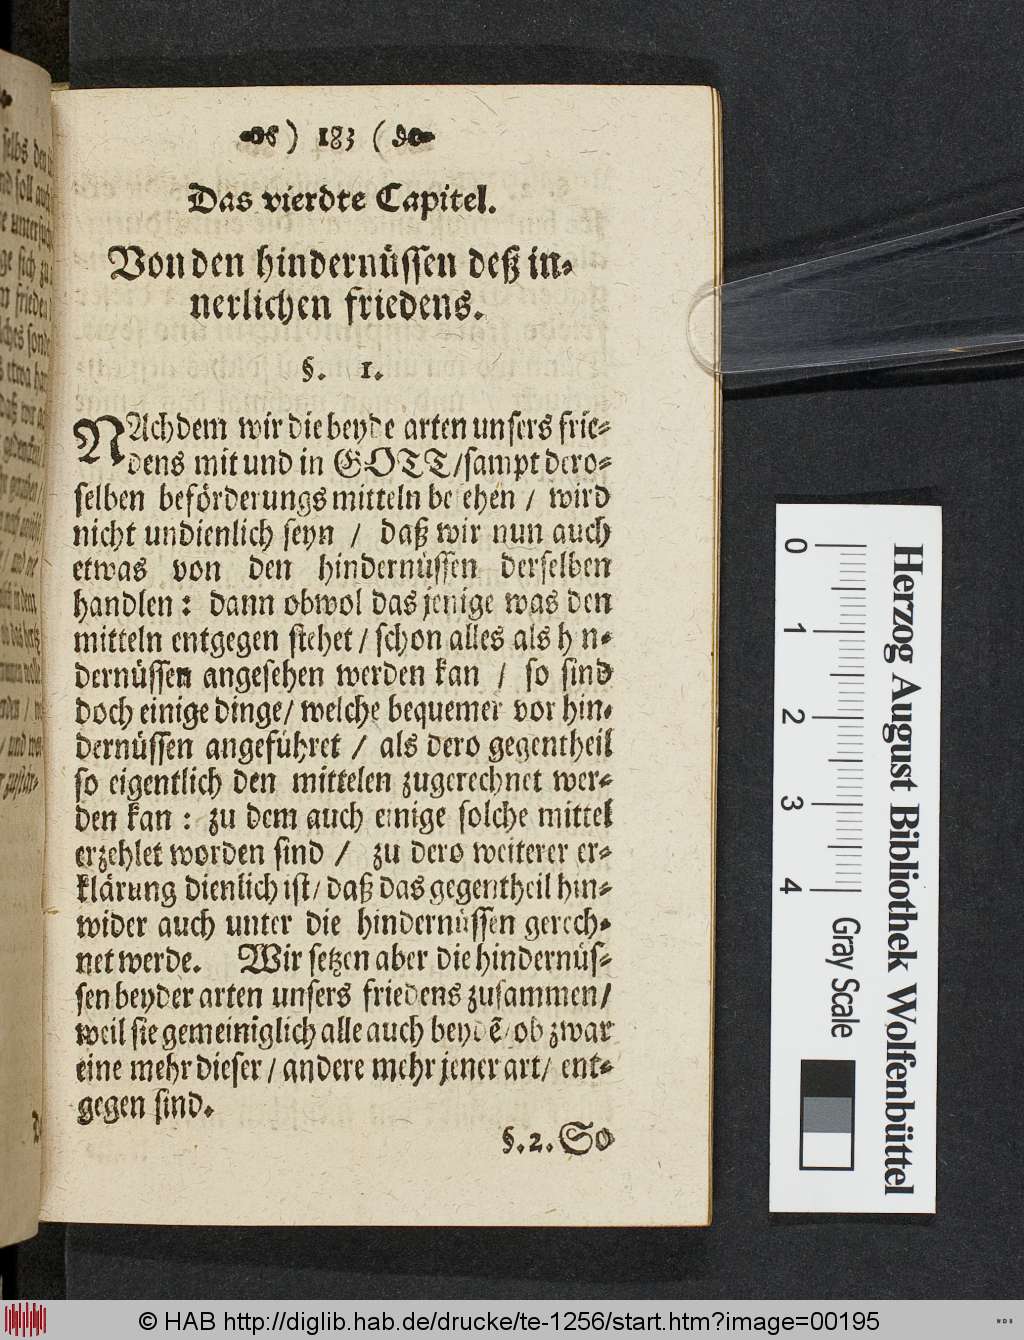 ) 183 (
Das vierdte Capitel.
Von den hindernüssen deß in-
nerlichen friedens.
§. 1.
NAchdem wir die beyde arten unsers frie-
dens mit und in GOTT / sampt dero-
selben beförderungs mitteln be ehen / wird
nicht undienlich seyn / daß wir nun auch
etwas von den hindernüssen derselben
handlen: dann obwol das jenige was den
mitteln entgegen stehet / schon alles als h n-
dernüssen angesehen werden kan / so sind
doch einige dinge / welche bequemer vor hin-
dernüssen angeführet / als dero gegentheil
so eigentlich den mittelen zugerechnet wer-
den kan: zu dem auch einige solche mittel
erzehlet worden sind / zu dero weiterer er-
klärung dienlich ist / daß das gegentheil hin-
wider auch unter die hindernüssen gerech-
net werde. Wir setzen aber die hindernüs-
sen beyder arten unsers friedens zusammen /
weil sie gemeiniglich alle auch beydē / ob zwar
eine mehr dieser / andere mehr jener art / ent-
gegen sind.
§. 2. So
0 1 2 3 4
Gray Scale
Herzog August Bibliothek Wolfenbüttel
© HAB http://diglib.hab.de/drucke/te-1256/start.htm?image=00195